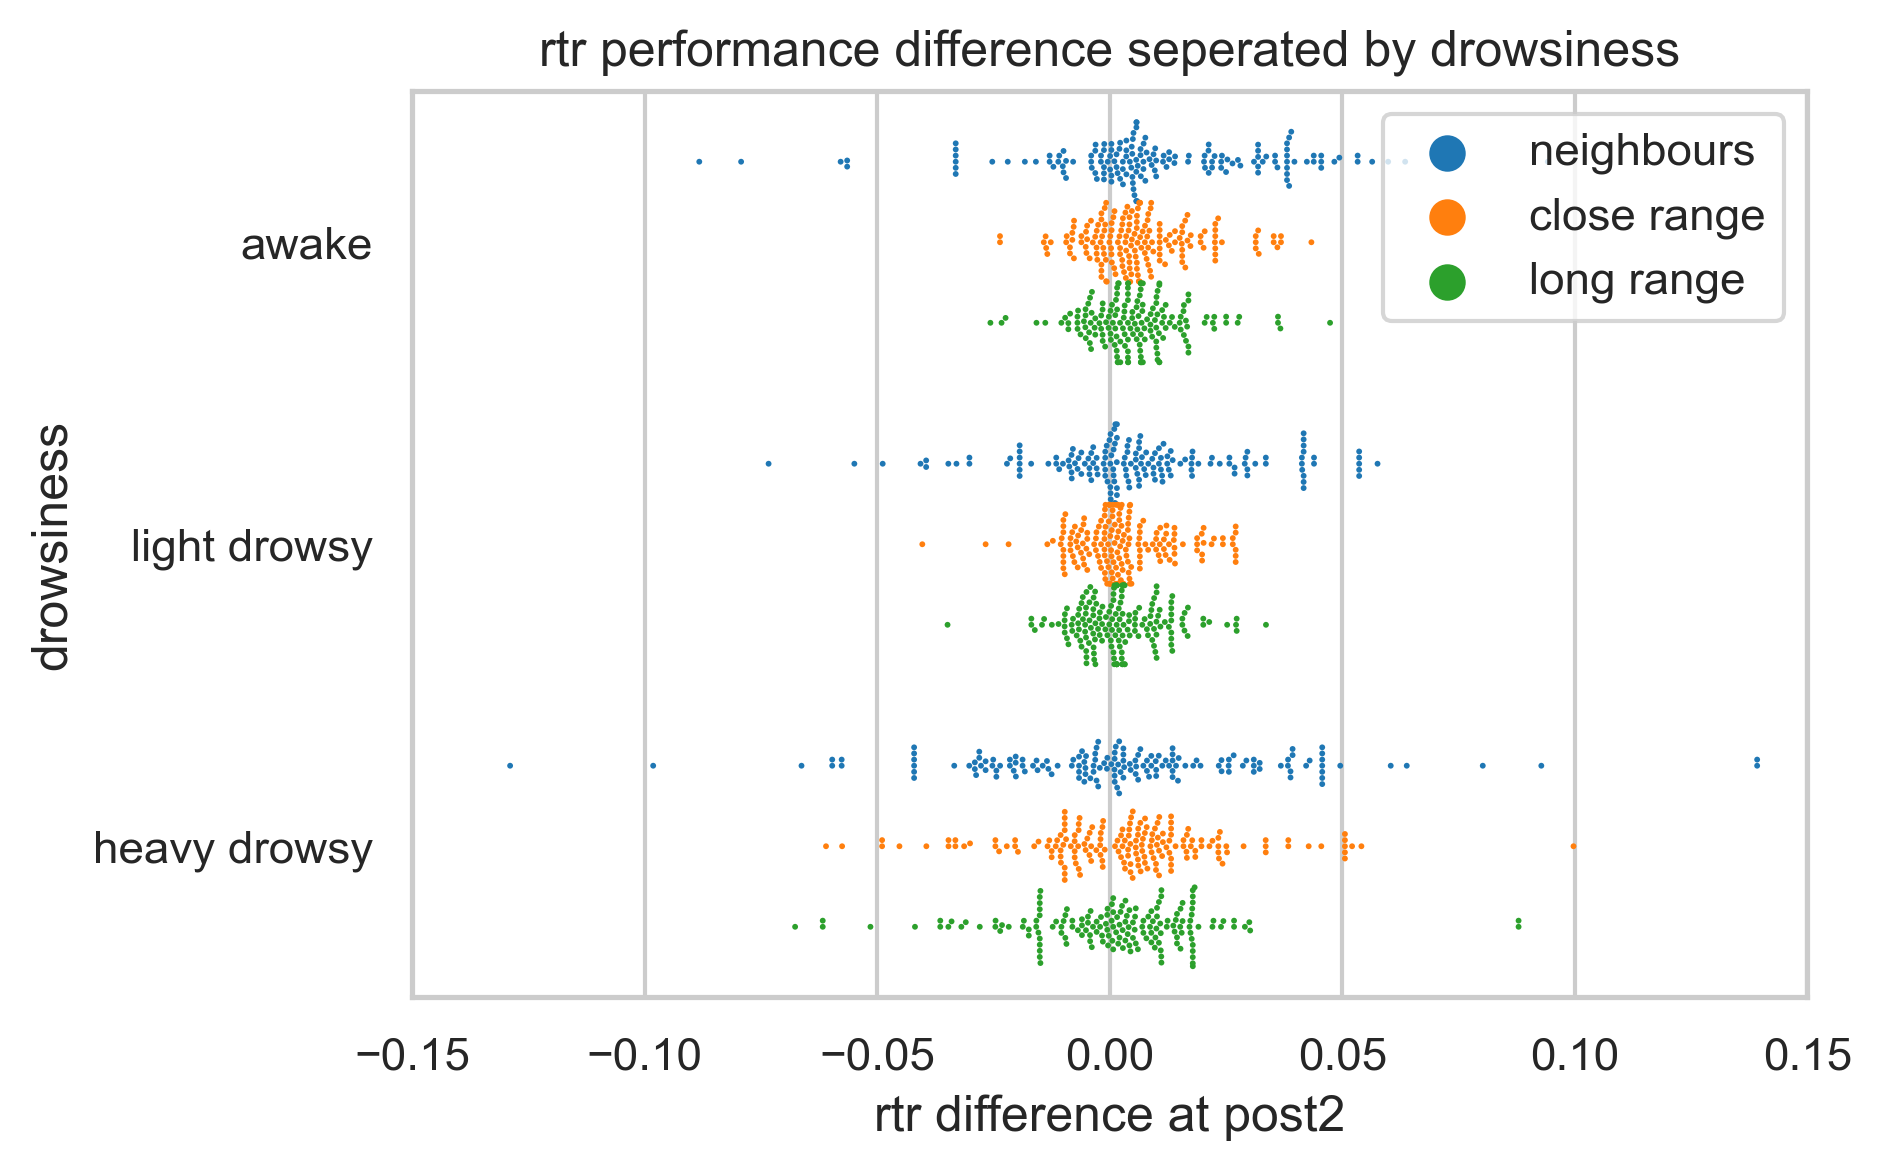 rtr performance difference seperated by drowsiness
neighbours
close range
long range
awake
light drowsy
heavy drowsy
drowsiness
−0.15 −0.10 −0.05 0.00 0.05 0.10 0.15
rtr difference at post2